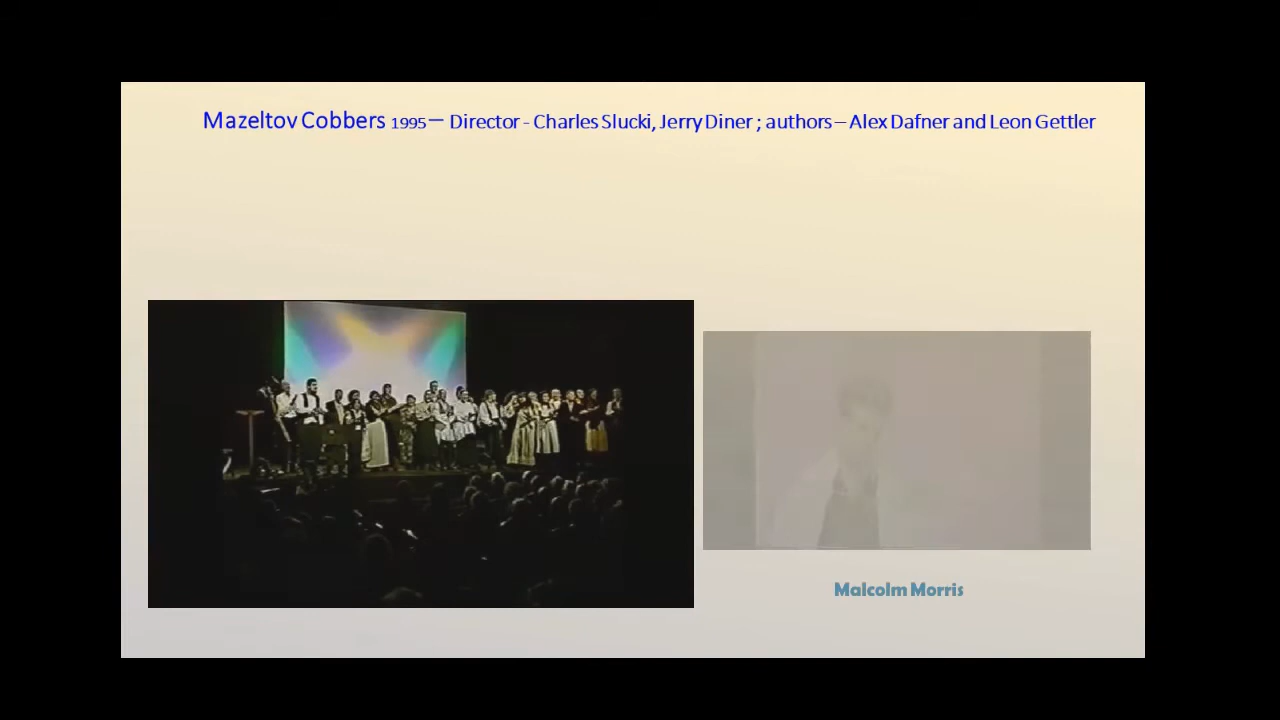 Mazeltov Cobbers 1995 – Director - Charles Slucki, Jerry Diner ; authors – Alex Dafner and Leon Gettler
Malcolm Morris